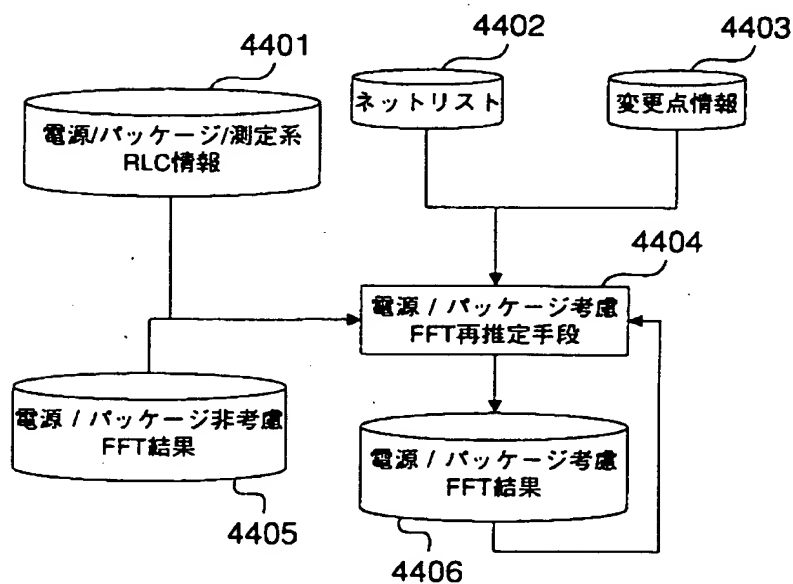 4401
4402
4403
電源/パッケージ/測定系
RLC情報
ネットリスト
変更点情報
4404
電源 / パッケージ考慮
FFT再推定手段
電源 / パッケージ非考慮
FFT結果
電源 / パッケージ考慮
FFT結果
4405
4406